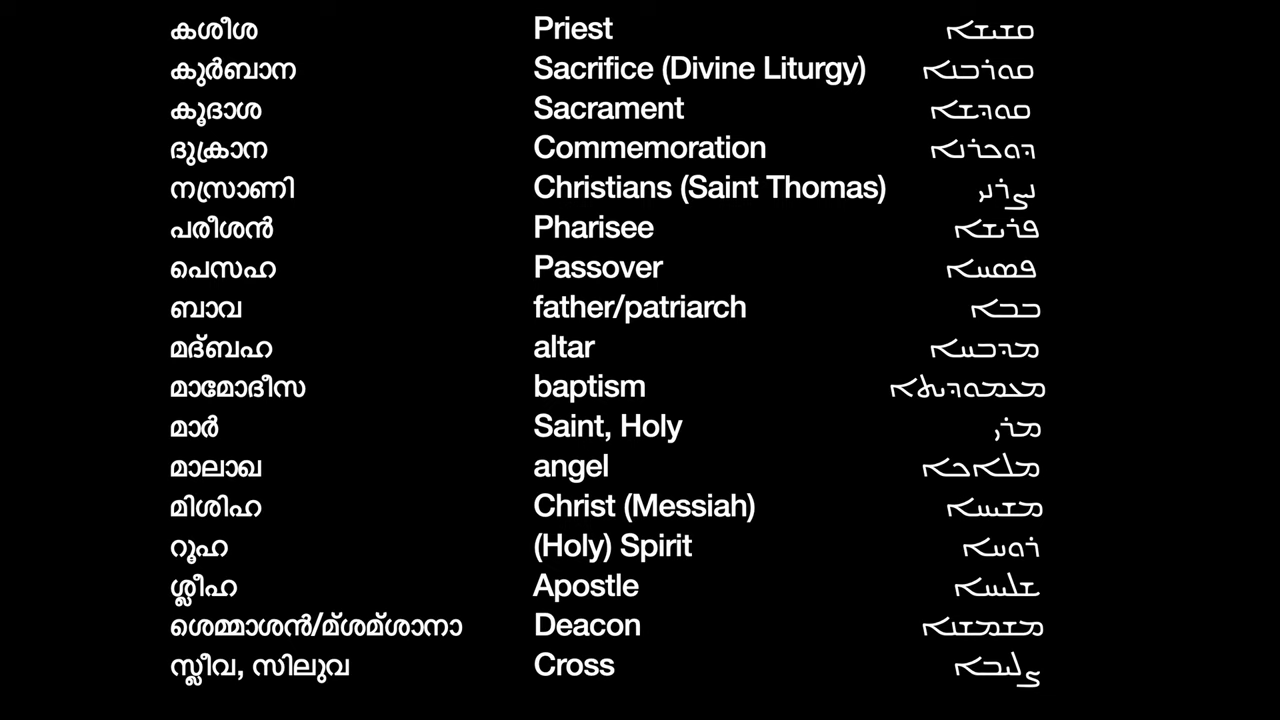 കശീശ Priest ܩܫܝܫܐ
കുർബാന Sacrifice (Divine Liturgy) ܩܘܪܒܢܐ
കൂദാശ Sacrament ܩܘܕܫܐ
ദുക്രാന Commemoration ܕܘܟܪܢܐ
നസ്രാണി Christians (Saint Thomas) ܢܨܪܝ
പരീശൻ Pharisee ܦܪܝܫܐ
പെസഹ Passover ܦܣܚܐ
ബാവ father/patriarch ܒܒܐ
മദ്ബഹ altar ܡܕܒܚܐ
മാമോദീസ baptism ܡܥܡܘܕܝܬܐ
മാർ Saint, Holy ܡܪܝ
മാലാഖ angel ܡܠܐܟܐ
മിശിഹ Christ (Messiah) ܡܫܝܚܐ
റൂഹ (Holy) Spirit ܪܘܚܐ
ശ്ലീഹ Apostle ܫܠܝܚܐ
ശെമ്മാശൻ/മ്ശമ്ശാനാ Deacon ܡܫܡܫܢܐ
സ്ലീവ, സിലുവ Cross ܨܠܝܒܐ